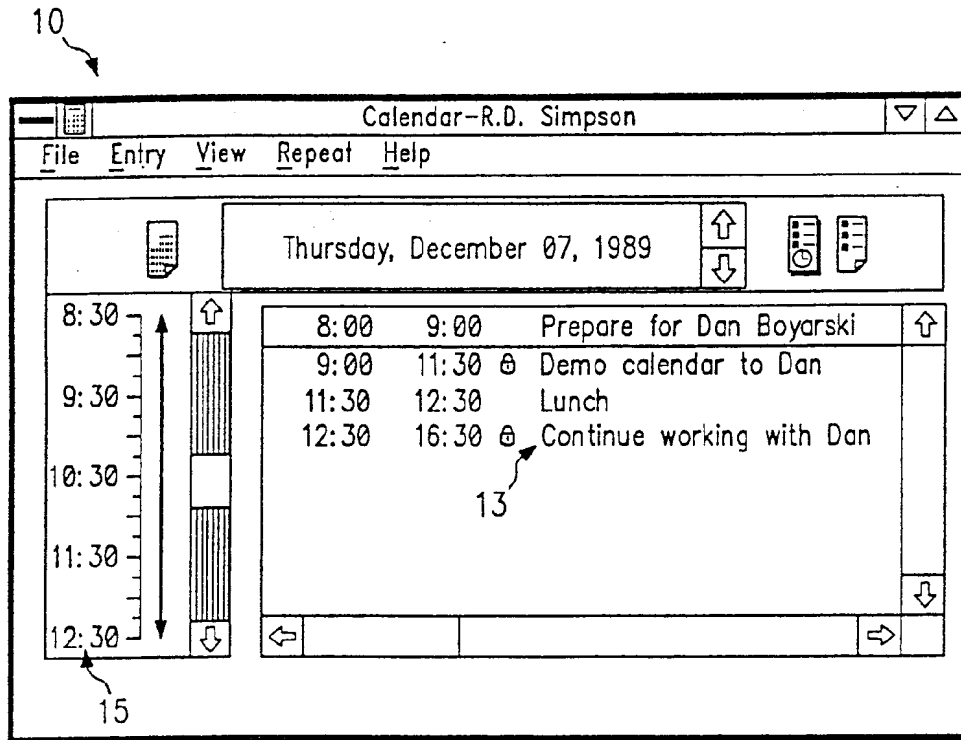 10
Calendar-R.D. Simpson
File Entry View Repeat Help
Thursday, December 07, 1989
8:30
9:30
10:30
11:30
12:30
8:00 9:00 Prepare for Dan Boyarski
9:00 11:30 Demo calendar to Dan
11:30 12:30 Lunch
12:30 16:30 Continue working with Dan
13
15